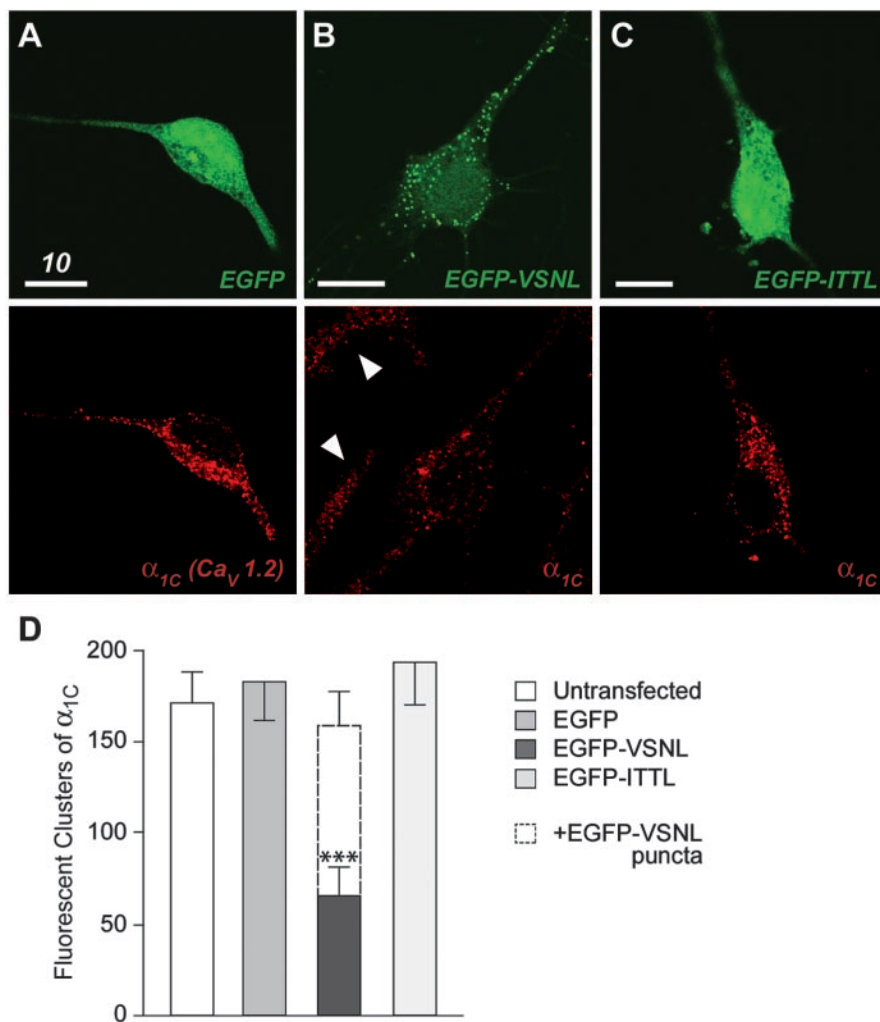 A
B
C
10
EGFP
EGFP-VSNL
EGFP-ITTL
α1C (CaV 1.2)
α1C
α1C
D
Fluorescent Clusters of α1C
200
150
100
50
0
***
Untransfected
EGFP
EGFP-VSNL
EGFP-ITTL
+EGFP-VSNL
puncta